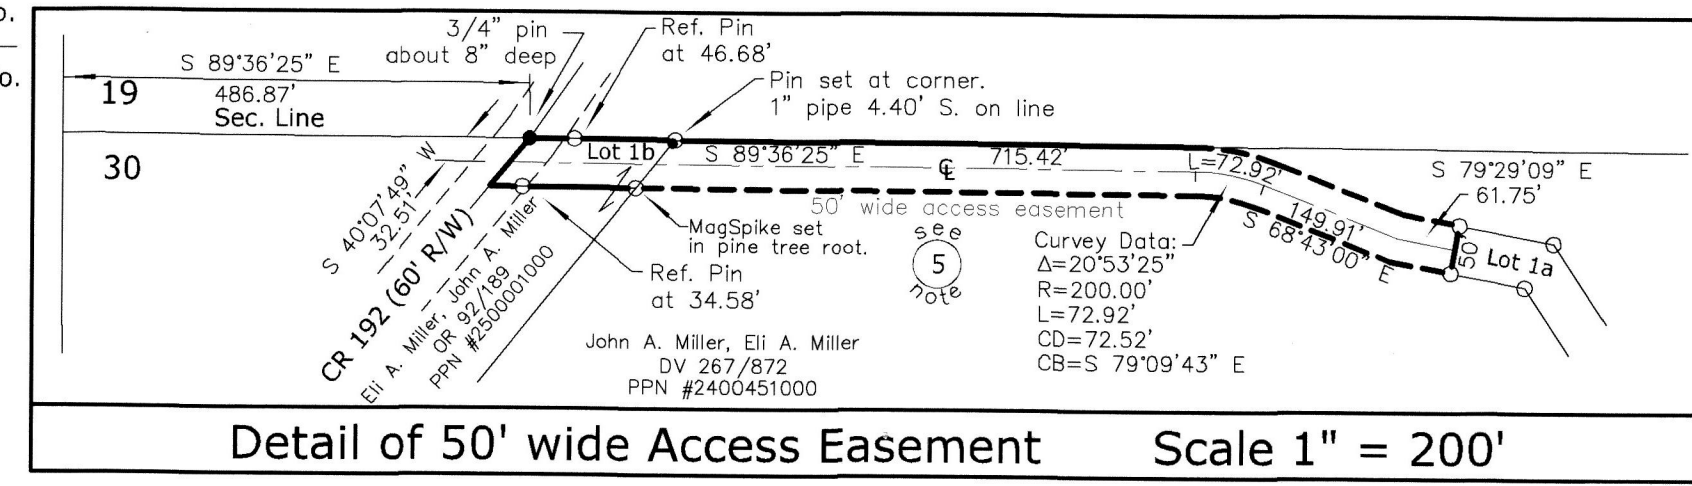 o.
o.
3/4" pin
about 8" deep
Ref. Pin
at 46.68'
S 89°36'25" E
486.87'
Sec. Line
19
30
Pin set at corner.
1" pipe 4.40' S. on line
Lot 1b
S 89°36'25" E
℄
715.42'
L=72.92'
S 79°29'09" E
61.75'
S 40°07'49" W
32.51'
50' wide access easement
149.91'
S 68°43'00" E
50
Lot 1a
MagSpike set
in pine tree root.
see
5
note
Curvey Data:
Δ=20°53'25"
R=200.00'
L=72.92'
CD=72.52'
CB=S 79°09'43" E
Ref. Pin
at 34.58'
CR 192 (60' R/W)
Eli A. Miller, John A. Miller
OR 92/189
PPN #2500001000
John A. Miller, Eli A. Miller
DV 267/872
PPN #2400451000
Detail of 50' wide Access Easement Scale 1" = 200'